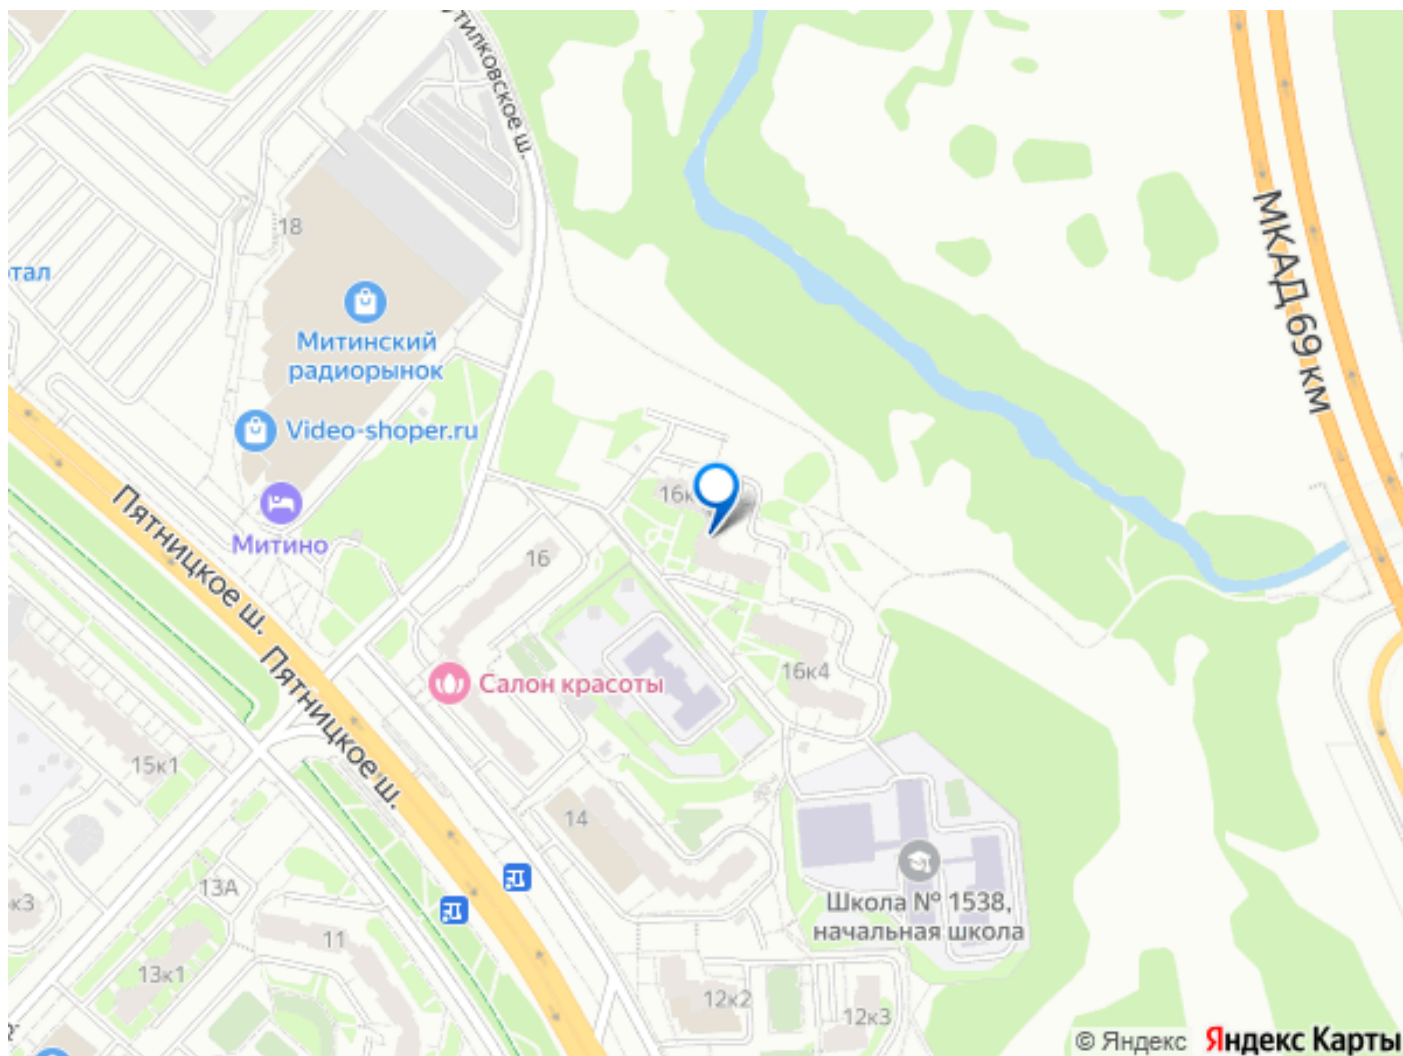 тилковское ш.
18
тал
МКАД 69 км
Митинский
радиорынок
Video-shoper.ru
16к
Митино
Пятницкое ш.
16
Пятницкое ш.
Салон красоты
16к4
15к1
14
13А
Школа № 1538,
начальная школа
к3
11
13к1
12к2
12к3
© Яндекс Яндекс Карты